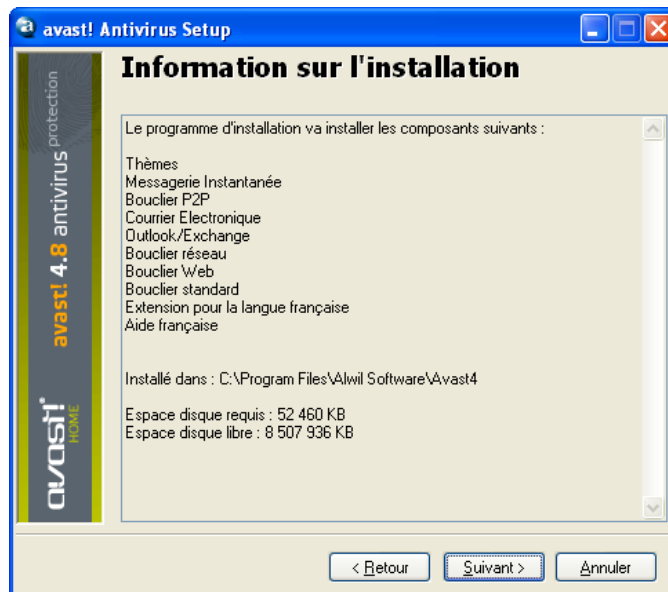 avast! Antivirus Setup
Information sur l'installation
Le programme d'installation va installer les composants suivants :
Thèmes
Messagerie Instantanée
Bouclier P2P
Courrier Electronique
Outlook/Exchange
Bouclier réseau
Bouclier Web
Bouclier standard
Extension pour la langue française
Aide française
Installé dans : C:\Program Files\Alwil Software\Avast4
Espace disque requis : 52 460 KB
Espace disque libre : 8 507 936 KB
avast! 4.8 antivirus protection
avast!
HOME
< Retour
Suivant >
Annuler